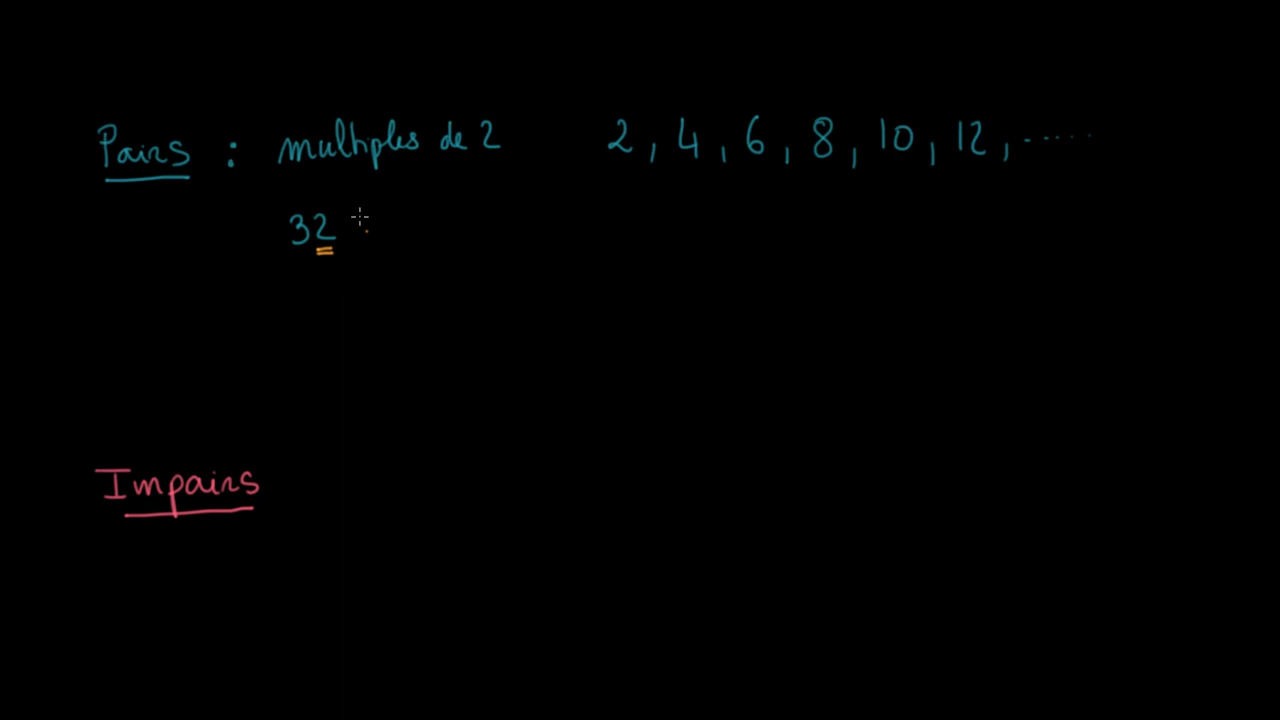 Pairs : multiples de 2 2, 4, 6, 8, 10, 12, ......
32
Impairs